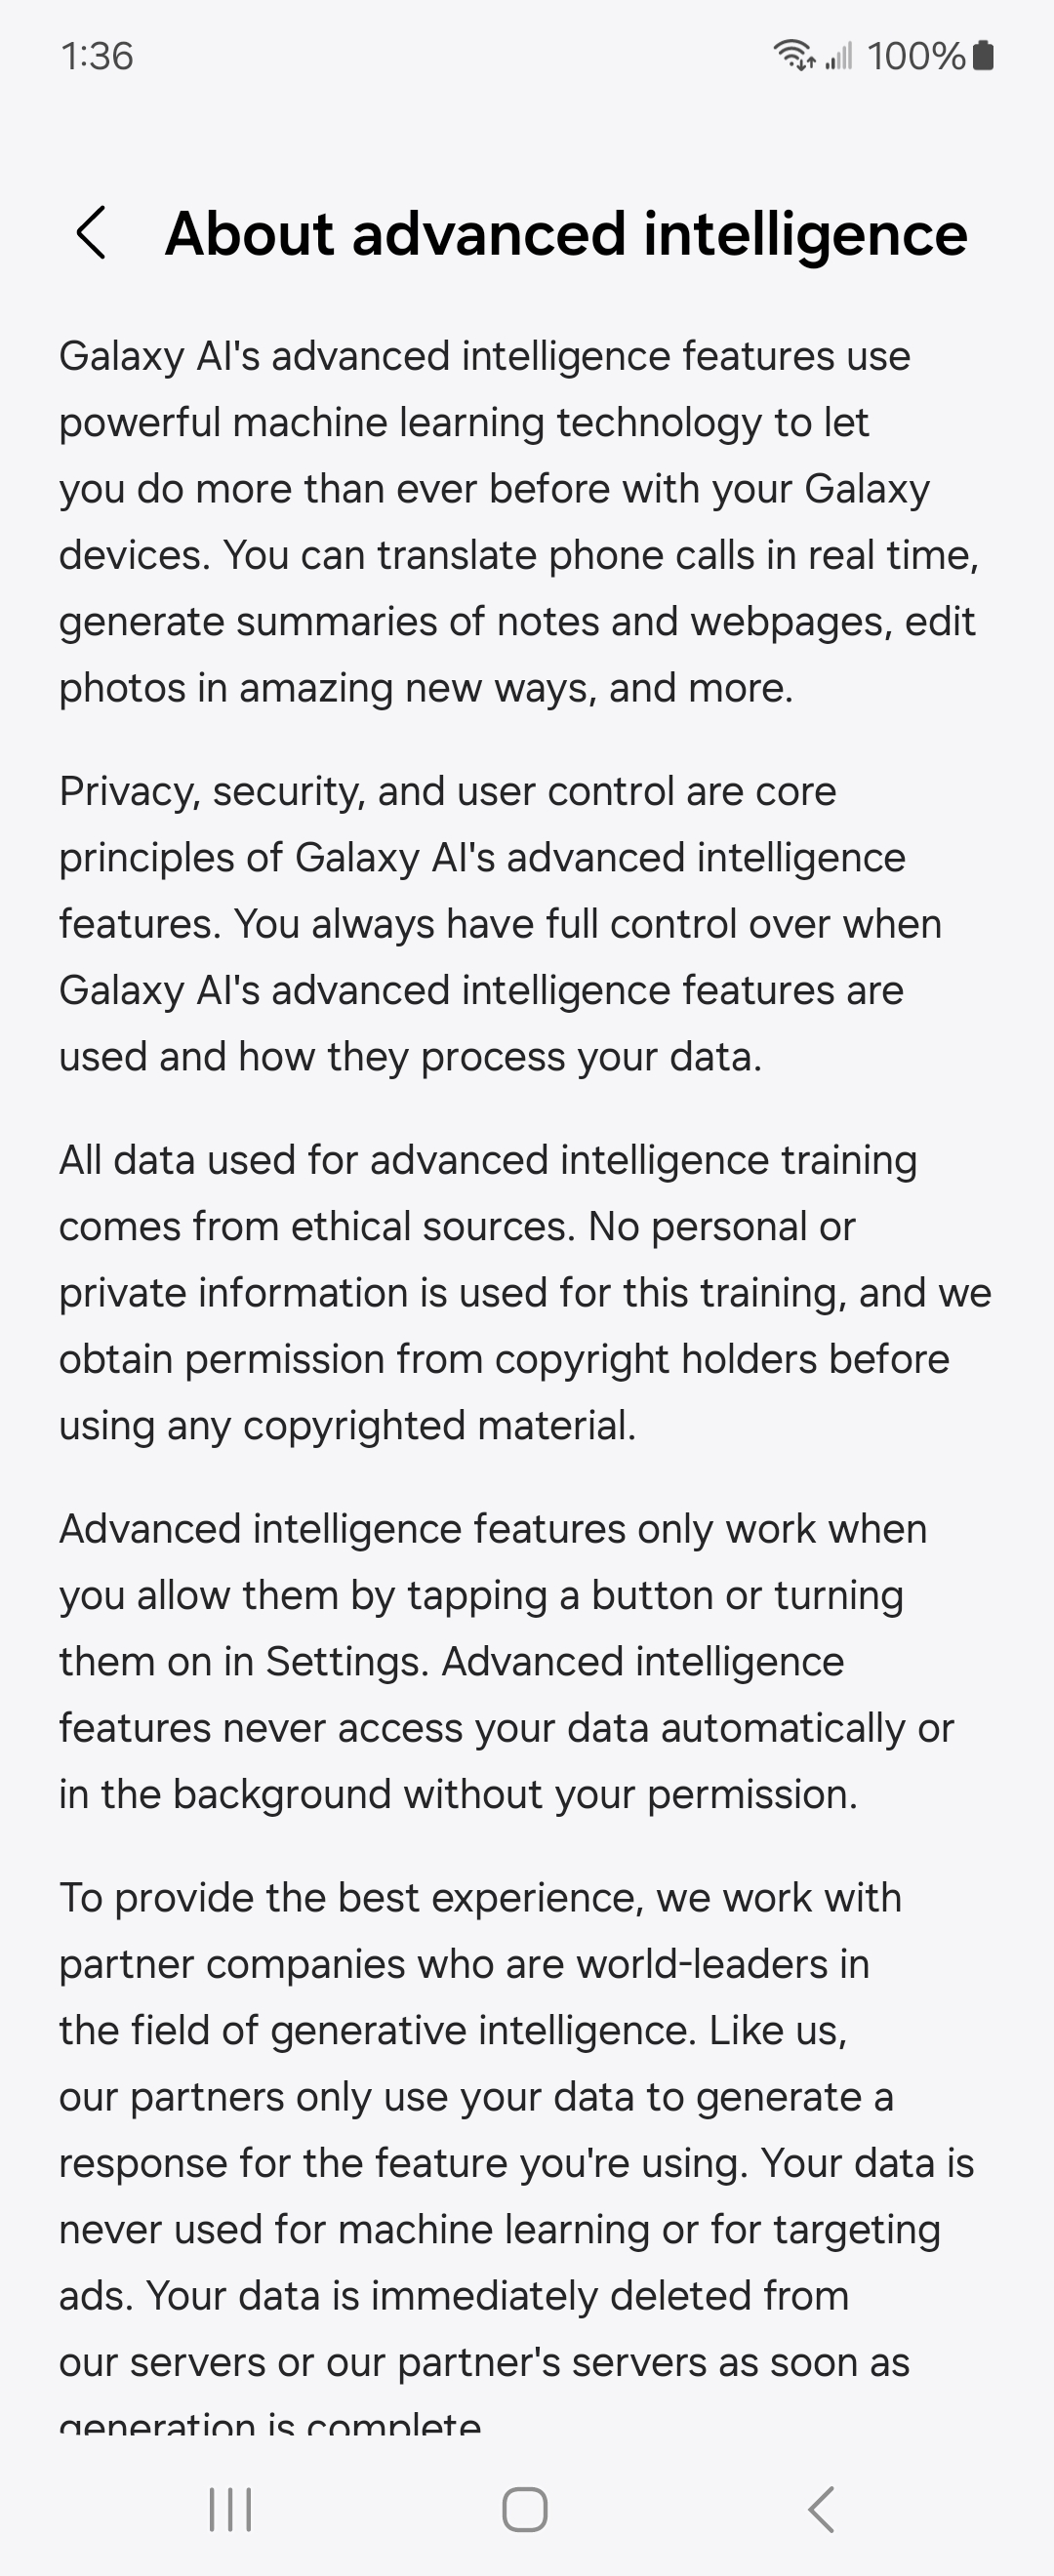 1:36
100%
About advanced intelligence
Galaxy AI's advanced intelligence features use
powerful machine learning technology to let
you do more than ever before with your Galaxy
devices. You can translate phone calls in real time,
generate summaries of notes and webpages, edit
photos in amazing new ways, and more.
Privacy, security, and user control are core
principles of Galaxy AI's advanced intelligence
features. You always have full control over when
Galaxy AI's advanced intelligence features are
used and how they process your data.
All data used for advanced intelligence training
comes from ethical sources. No personal or
private information is used for this training, and we
obtain permission from copyright holders before
using any copyrighted material.
Advanced intelligence features only work when
you allow them by tapping a button or turning
them on in Settings. Advanced intelligence
features never access your data automatically or
in the background without your permission.
To provide the best experience, we work with
partner companies who are world-leaders in
the field of generative intelligence. Like us,
our partners only use your data to generate a
response for the feature you're using. Your data is
never used for machine learning or for targeting
ads. Your data is immediately deleted from
our servers or our partner's servers as soon as
generation is complete